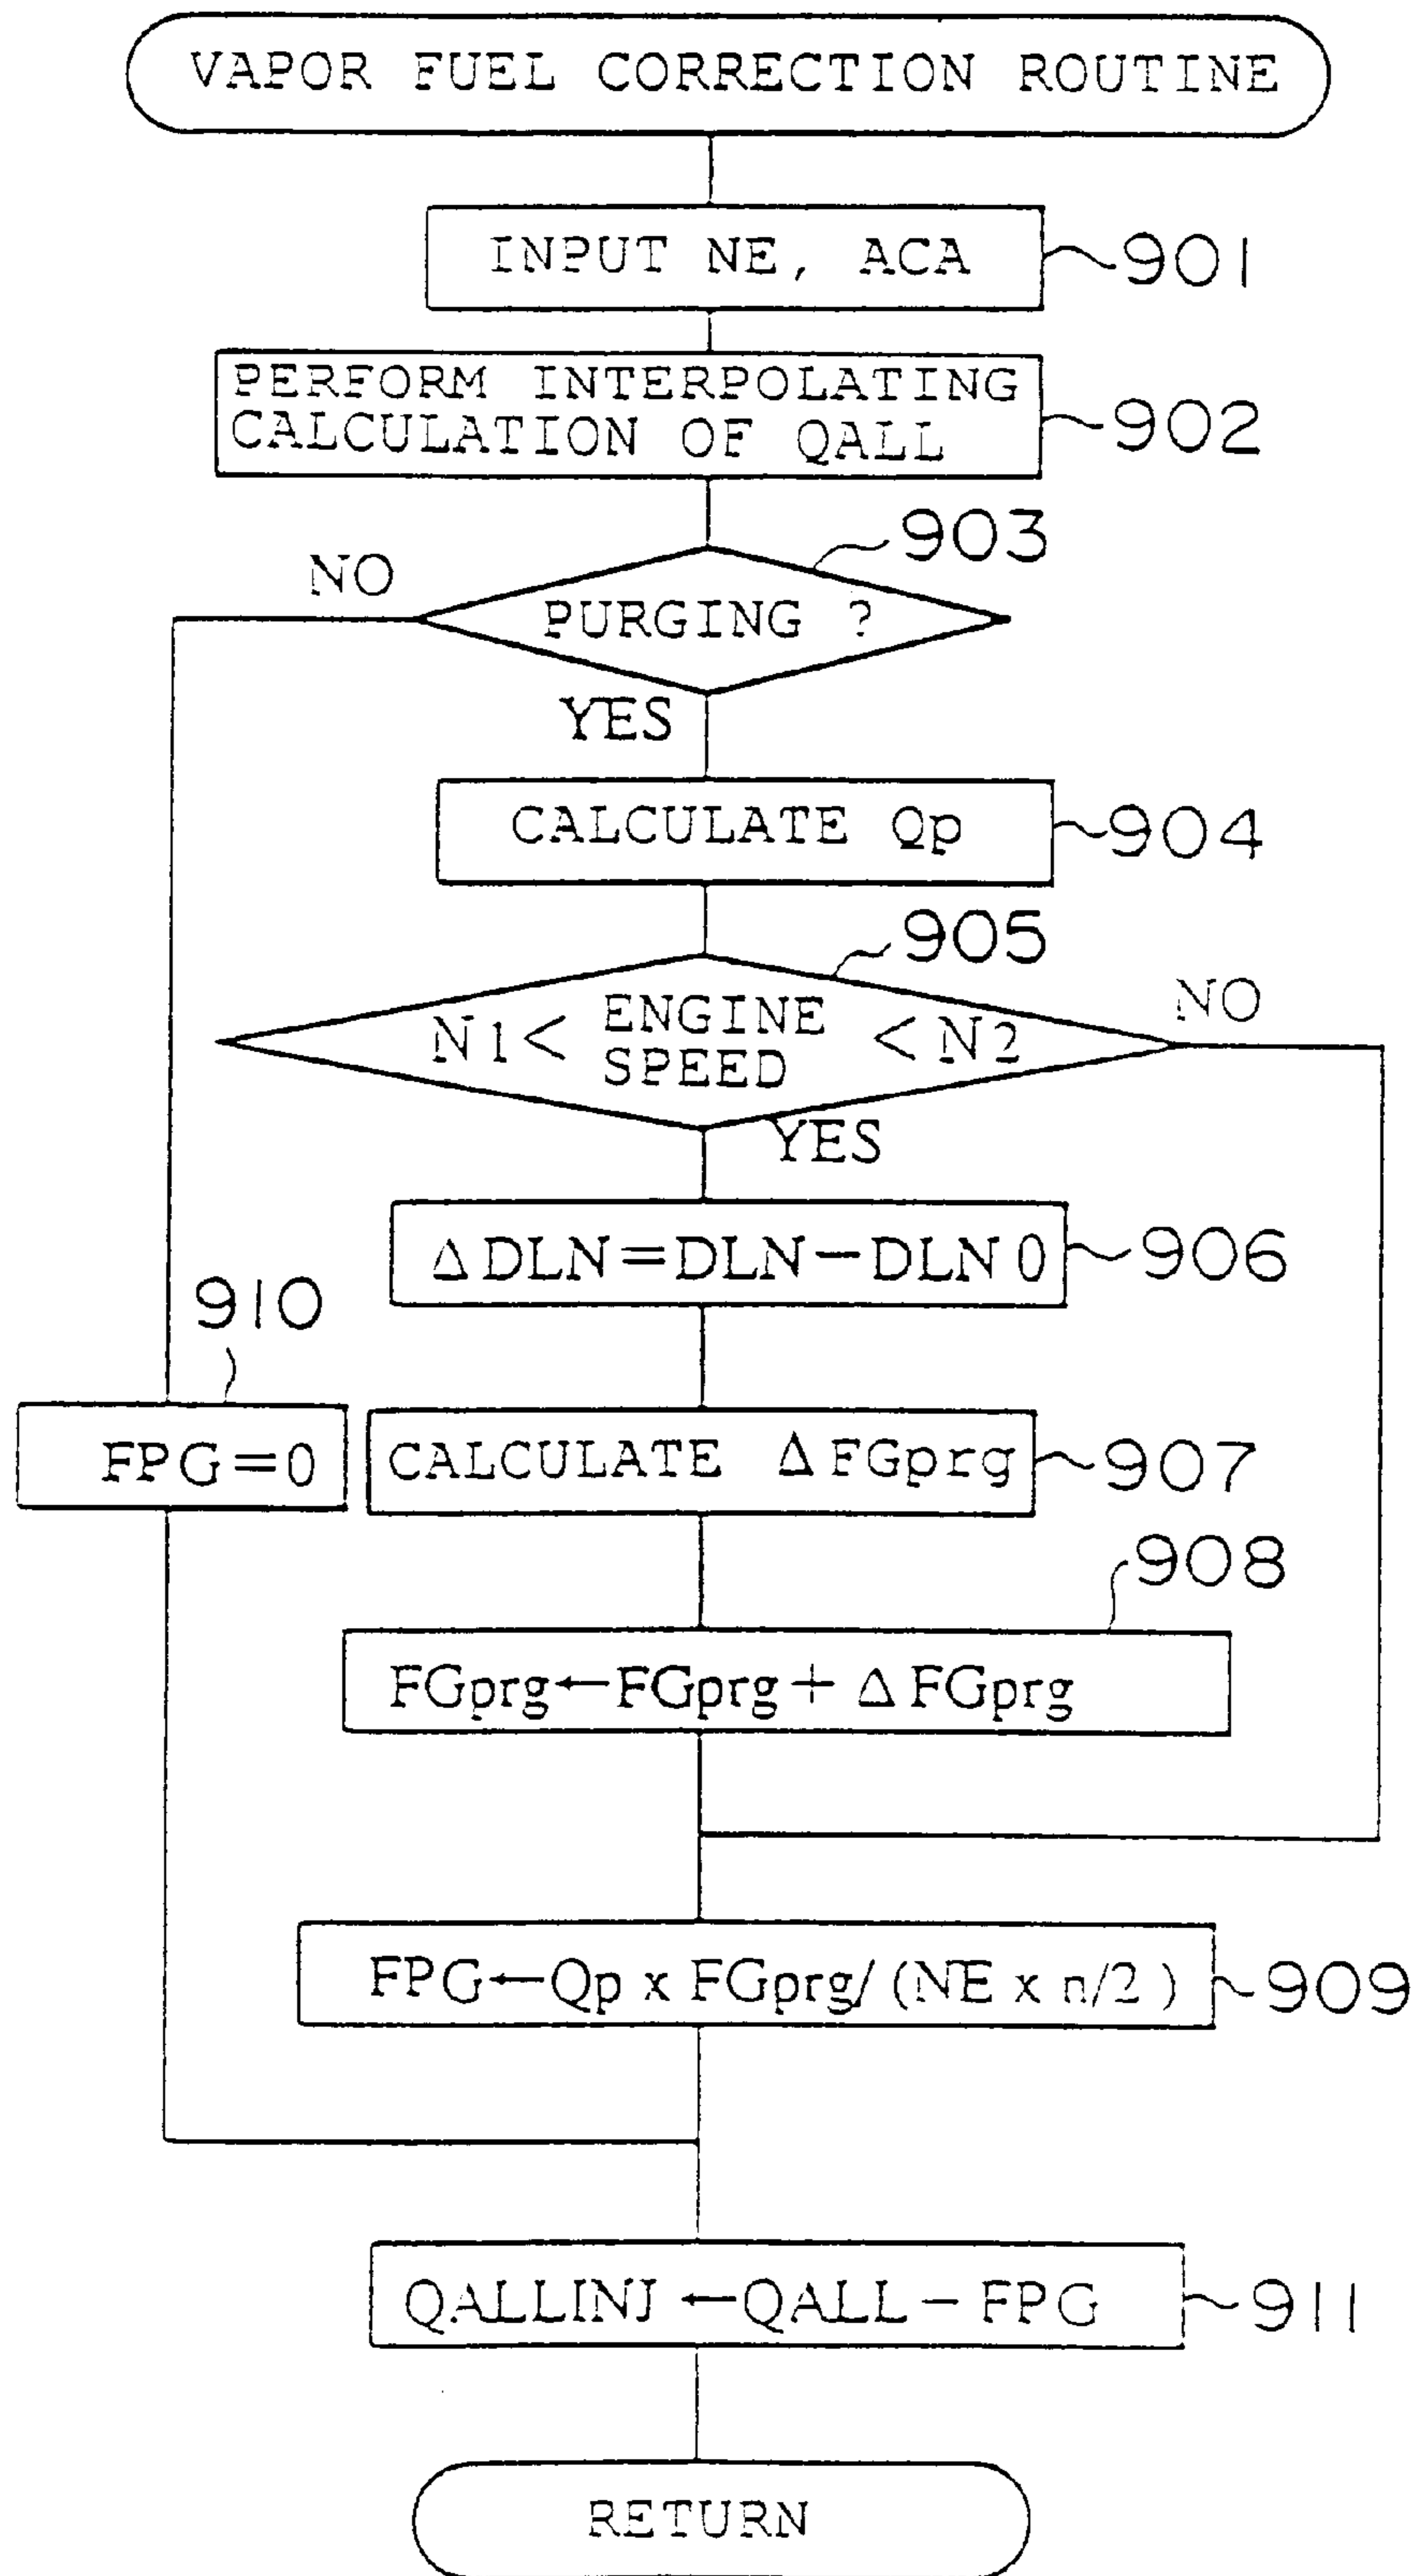 VAPOR FUEL CORRECTION ROUTINE
INPUT NE, ACA
901
PERFORM INTERPOLATING
CALCULATION OF QALL
902
903
NO
PURGING ?
YES
CALCULATE Qp
904
905
NO
N1< ENGINE SPEED <N2
YES
ΔDLN=DLN-DLN0
906
910
FPG=0
CALCULATE ΔFGprg
907
908
FGprg←FGprg+ΔFGprg
FPG←Qp x FGprg/(NE x n/2)
909
QALLINJ←QALL-FPG
911
RETURN